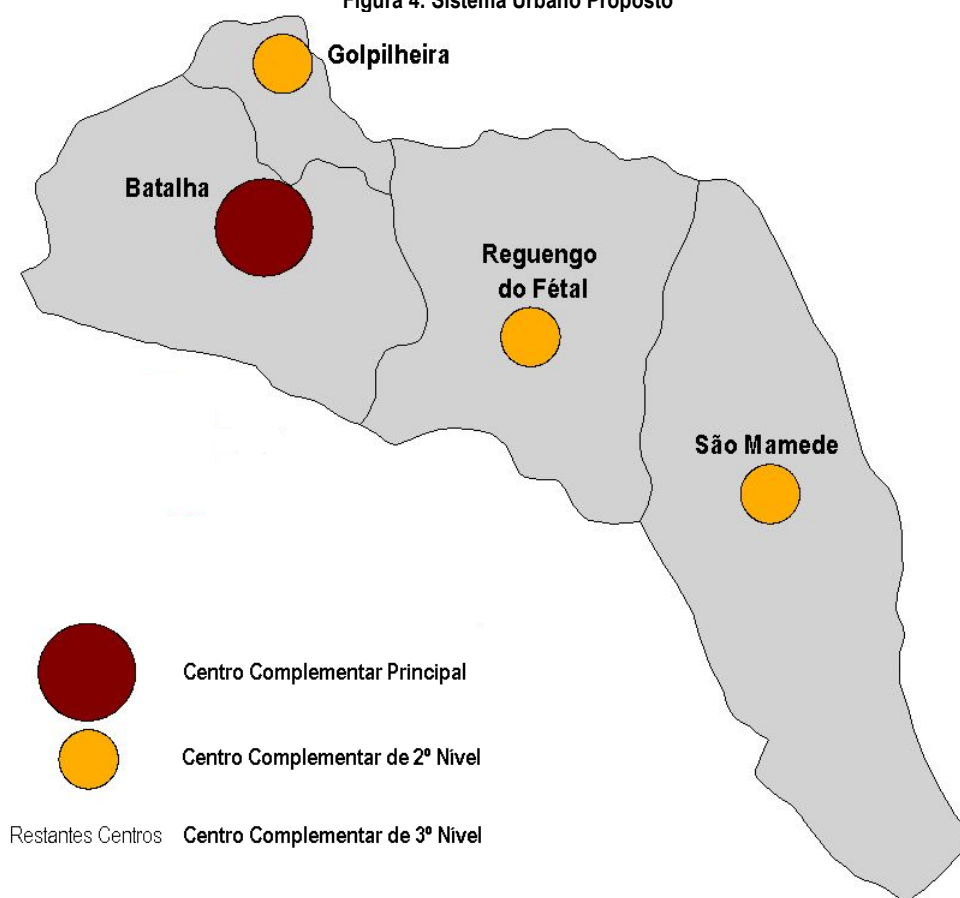 Figura 4: Sistema Urbano Proposto
Golpilheira
Batalha
Reguengo
do Fétal
São Mamede
Centro Complementar Principal
Centro Complementar de 2º Nível
Restantes Centros Centro Complementar de 3º Nível